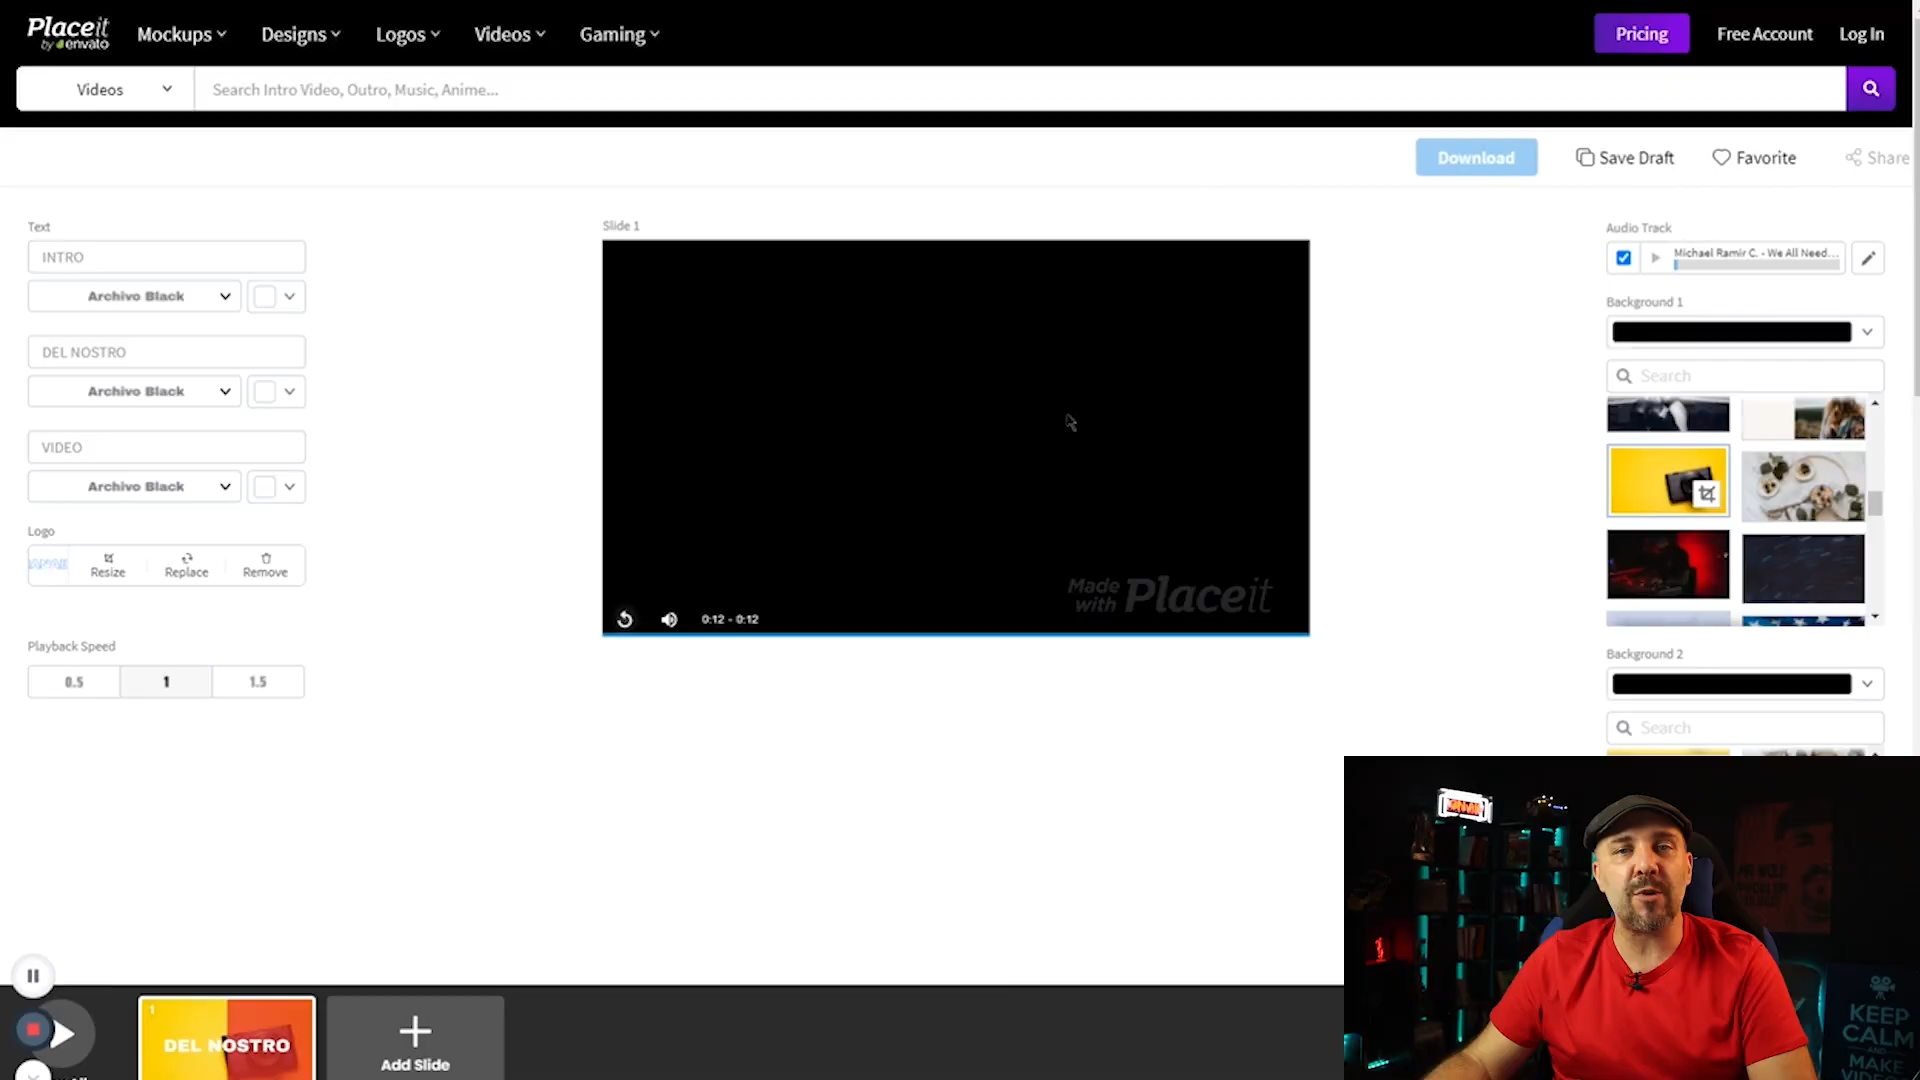 Placeit
by envato
Mockups
Designs
Logos
Videos
Gaming
Pricing
Free Account
Log In
Videos
Search Intro Video, Outro, Music, Anime...
Download
Save Draft
Favorite
Share
Text
INTRO
Archivo Black
DEL NOSTRO
Archivo Black
VIDEO
Archivo Black
Logo
Resize
Replace
Remove
Playback Speed
0.5
1
1.5
Slide 1
Made with Placeit
0:12 - 0:12
Audio Track
Michael Ramir C. - We All Need...
Background 1
Search
Background 2
Search
1
DEL NOSTRO
Add Slide
KEEP
CALM
AND
MAKE